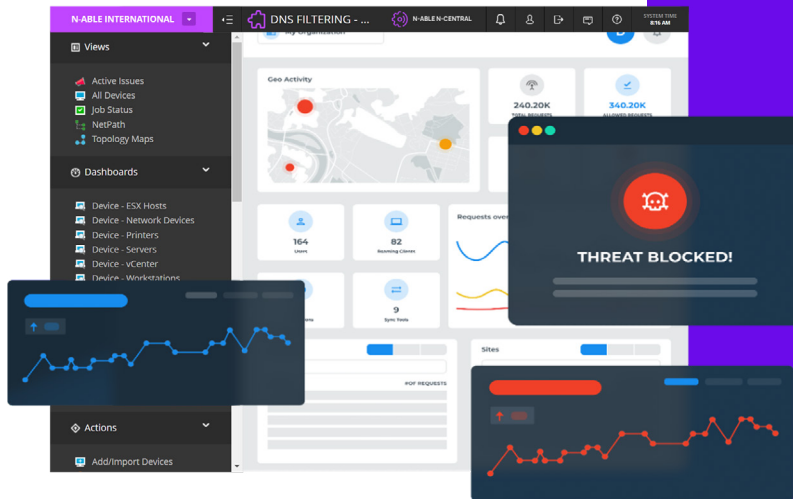 N-ABLE INTERNATIONAL
DNS FILTERING - ...
N-ABLE N-CENTRAL
SYSTEM TIME
8:16 AM
Views
Active Issues
All Devices
Job Status
NetPath
Topology Maps
Dashboards
Device - ESX Hosts
Device - Network Devices
Device - Printers
Device - Servers
Device - vCenter
Device - Workstations
Actions
Add/Import Devices
My Organization
Geo Activity
240.20K
TOTAL REQUESTS
340.20K
ALLOWED REQUESTS
164
Users
82
Roaming Clients
Requests over
9
Sync Tools
#OF REQUESTS
Sites
THREAT BLOCKED!